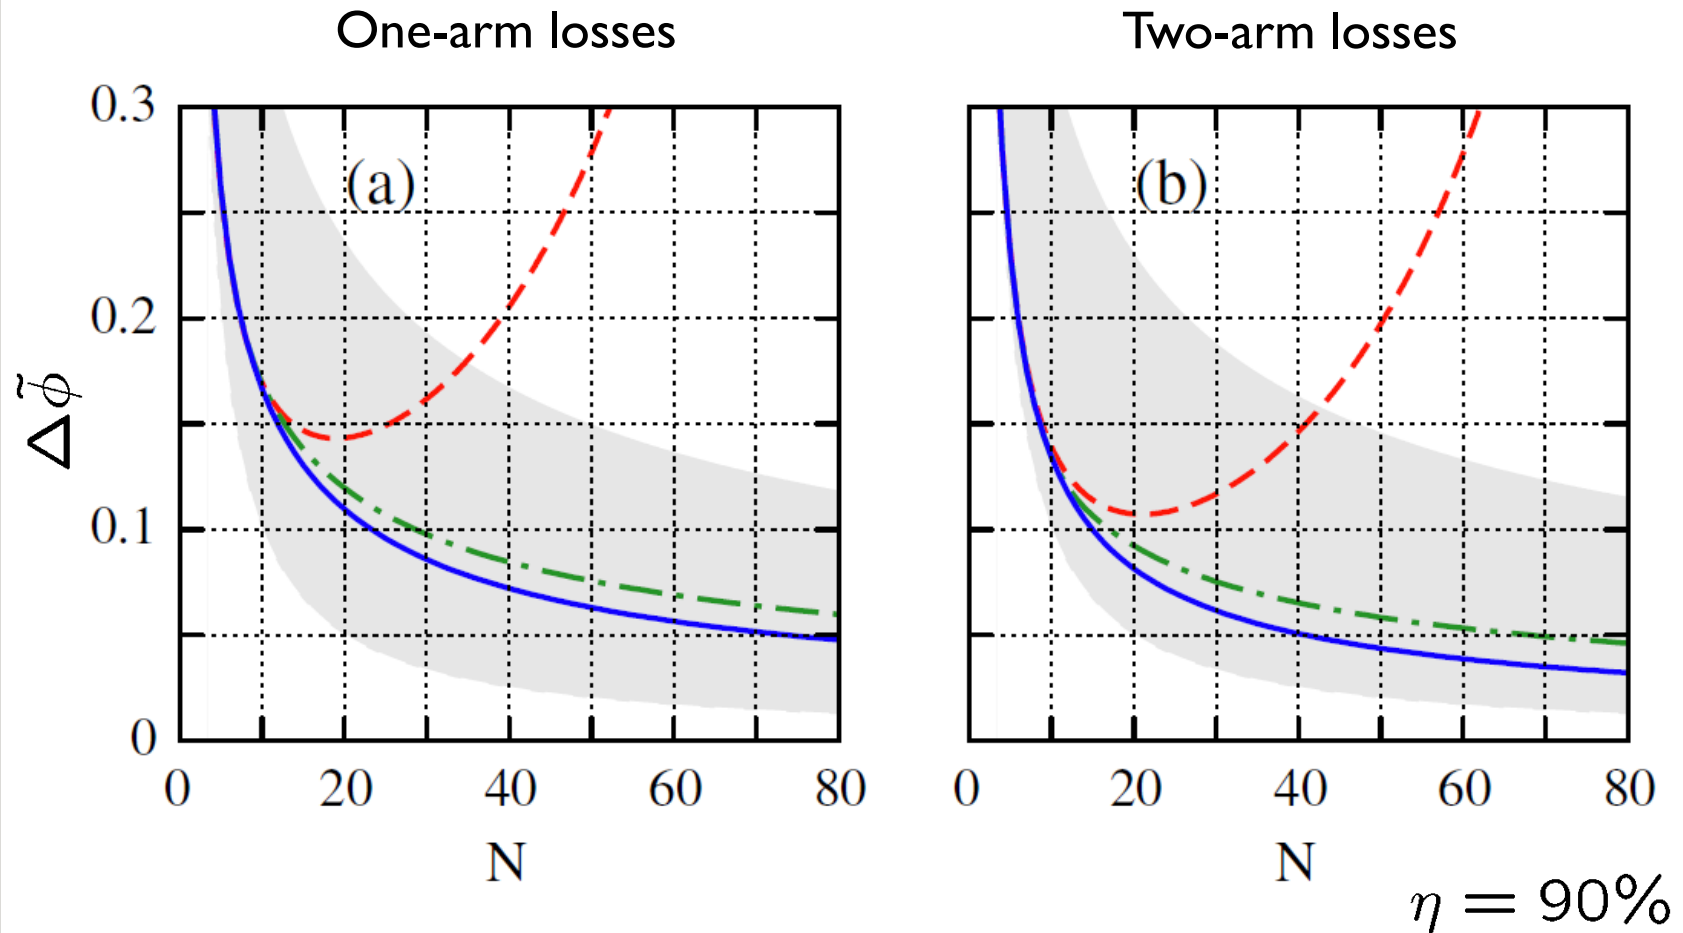 One-arm losses
Two-arm losses
0.3
0.2
0.1
0
Δϕ̃
(a)
(b)
0 20 40 60 80
0 20 40 60 80
N
N
η = 90%